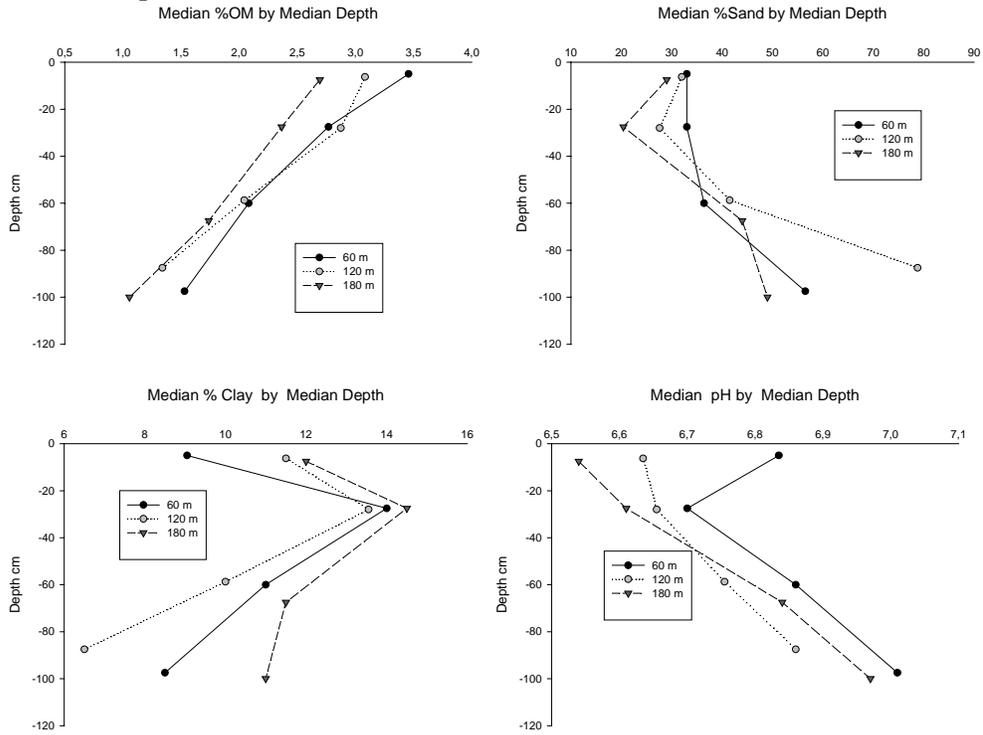 Median %OM by Median Depth
0,5 1,0 1,5 2,0 2,5 3,0 3,5 4,0
0
-20
-40
-60
-80
-100
-120
Depth cm
60 m
120 m
180 m
Median %Sand by Median Depth
10 20 30 40 50 60 70 80 90
0
-20
-40
-60
-80
-100
-120
Depth cm
60 m
120 m
180 m
Median % Clay by Median Depth
6 8 10 12 14 16
0
-20
-40
-60
-80
-100
-120
Depth cm
60 m
120 m
180 m
Median pH by Median Depth
6,5 6,6 6,7 6,8 6,9 7,0 7,1
0
-20
-40
-60
-80
-100
-120
Depth cm
60 m
120 m
180 m